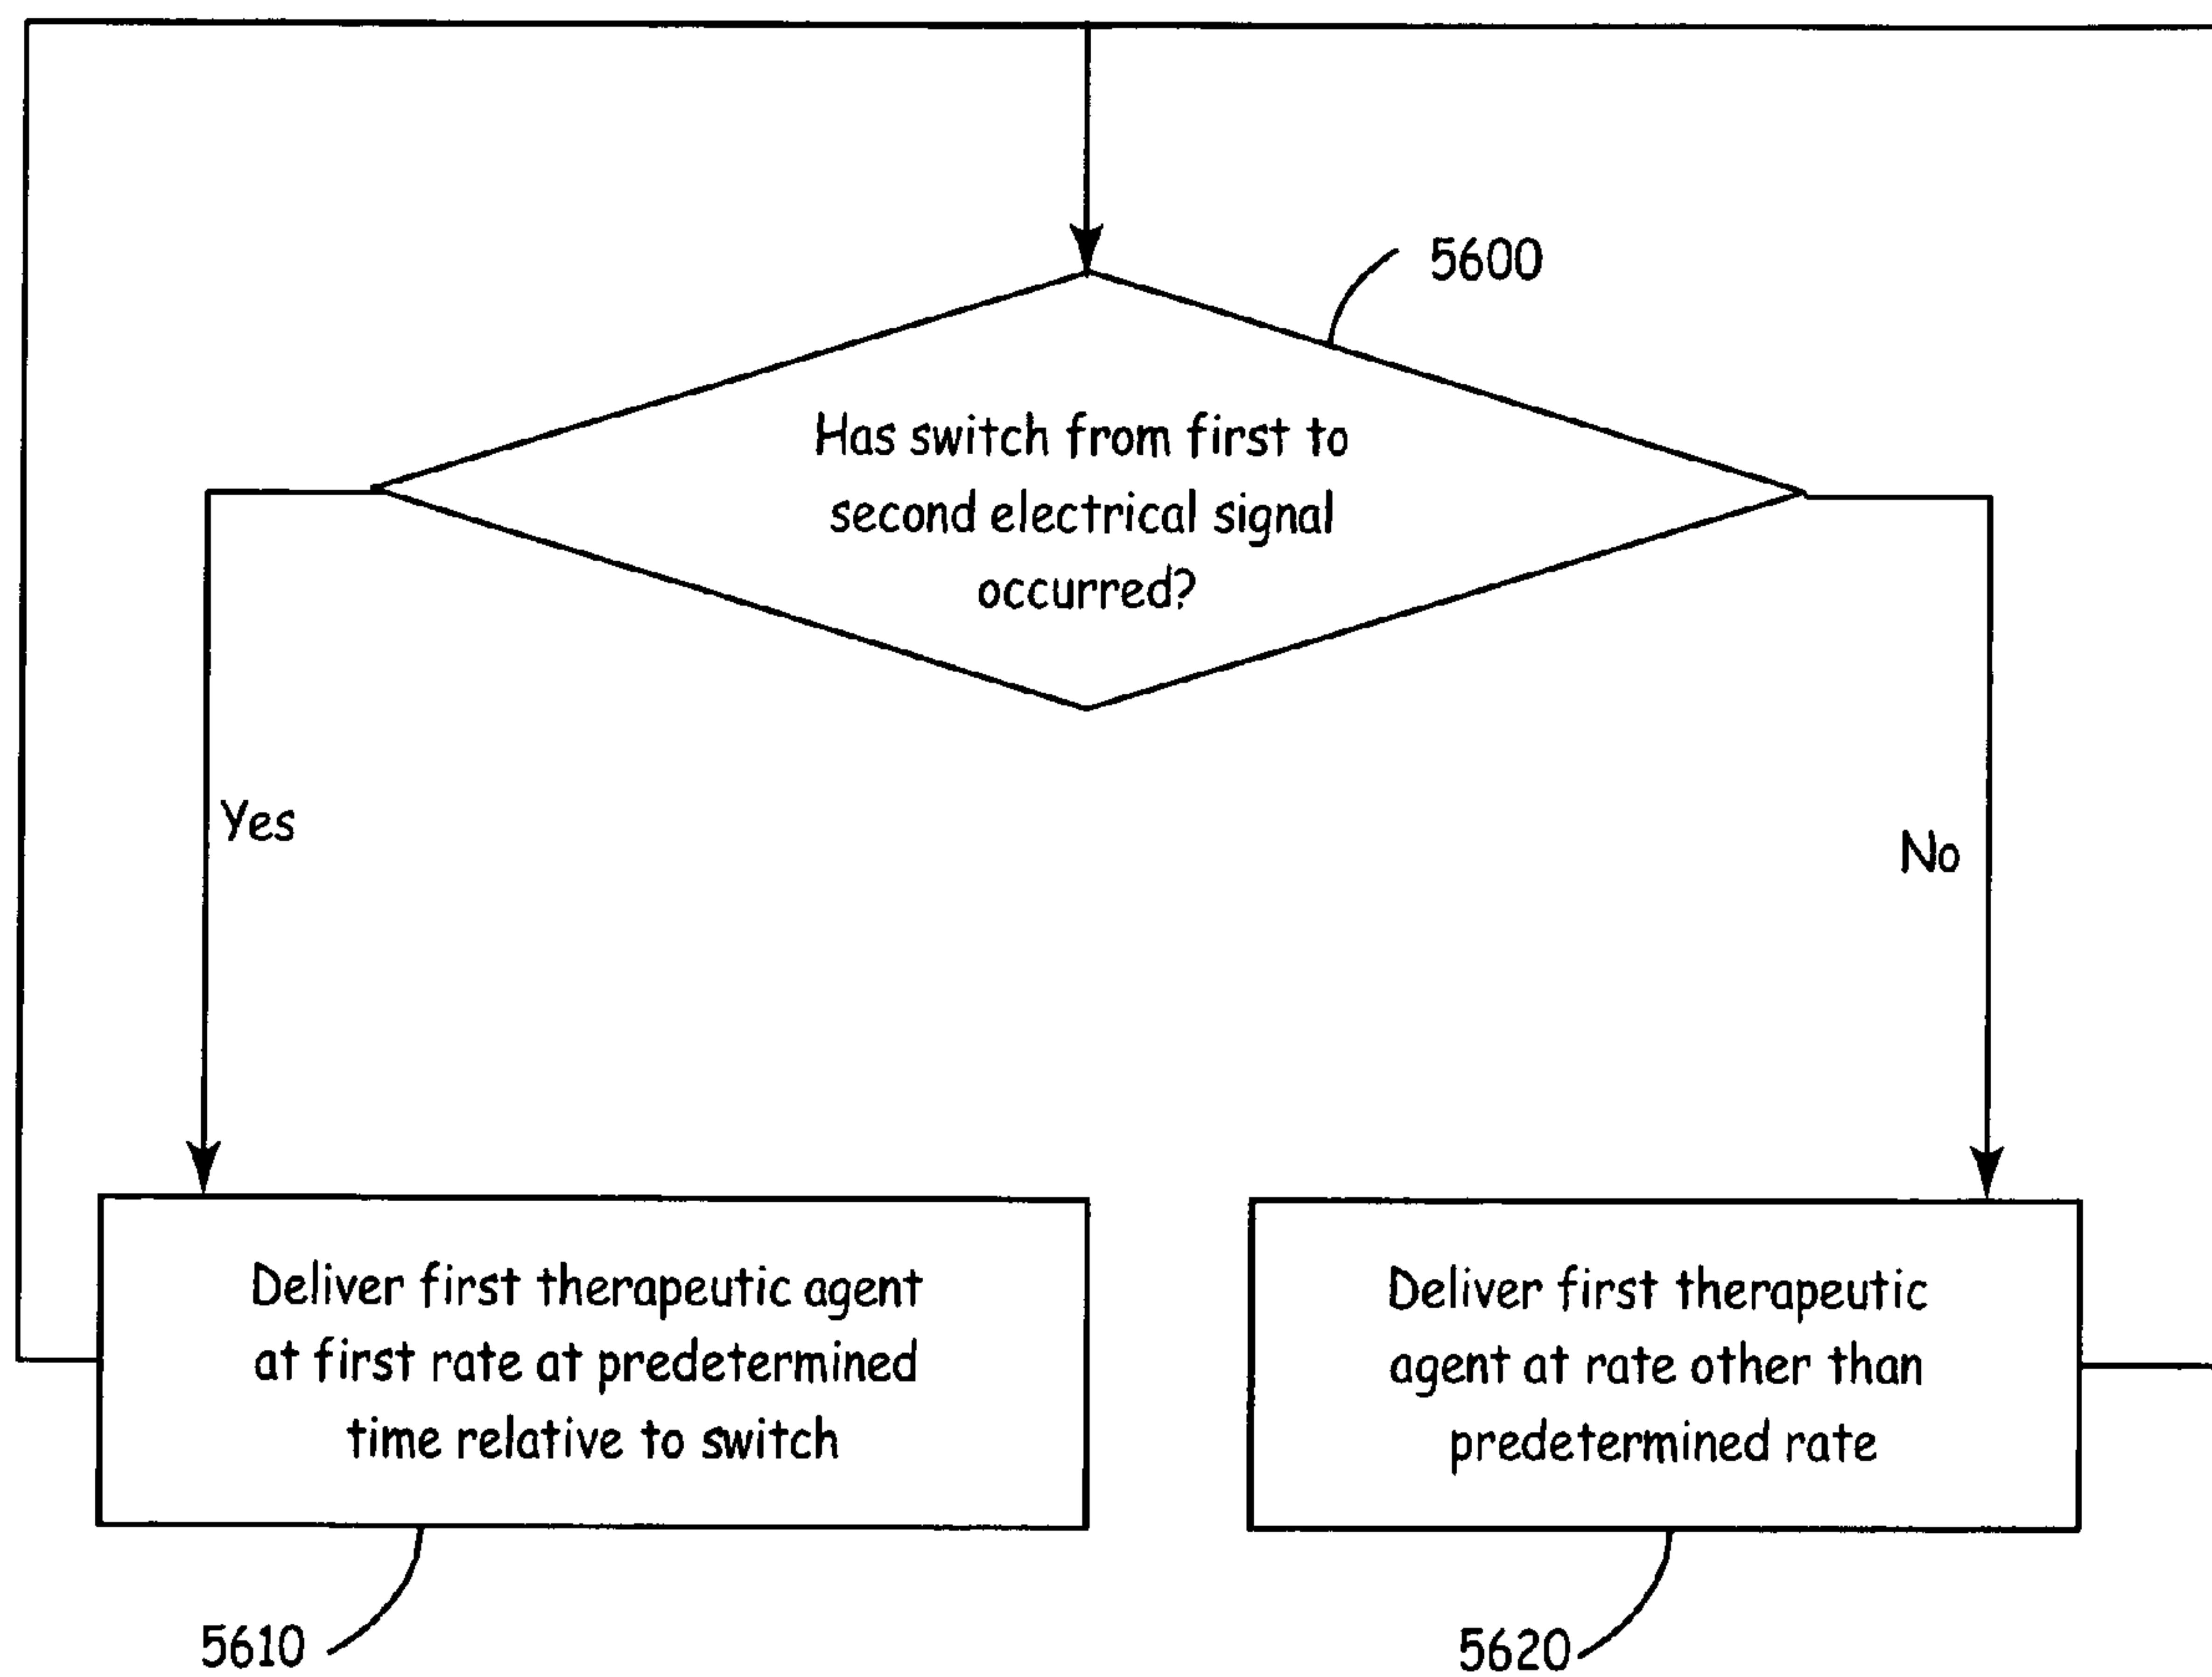 5600
Has switch from first to
second electrical signal
occurred?
Yes
No
Deliver first therapeutic agent
at first rate at predetermined
time relative to switch
Deliver first therapeutic
agent at rate other than
predetermined rate
5610
5620